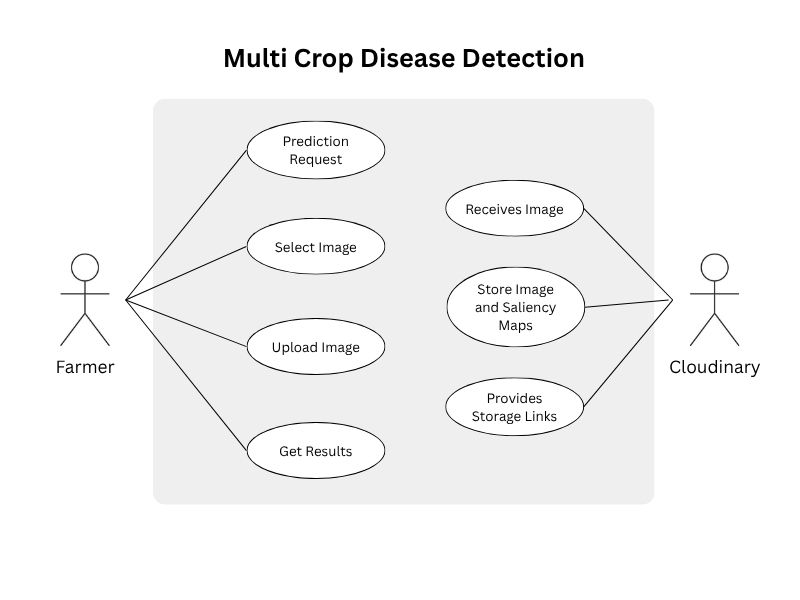 Multi Crop Disease Detection
Prediction
Request
Select Image
Upload Image
Get Results
Receives Image
Store Image
and Saliency
Maps
Provides
Storage Links
Farmer
Cloudinary